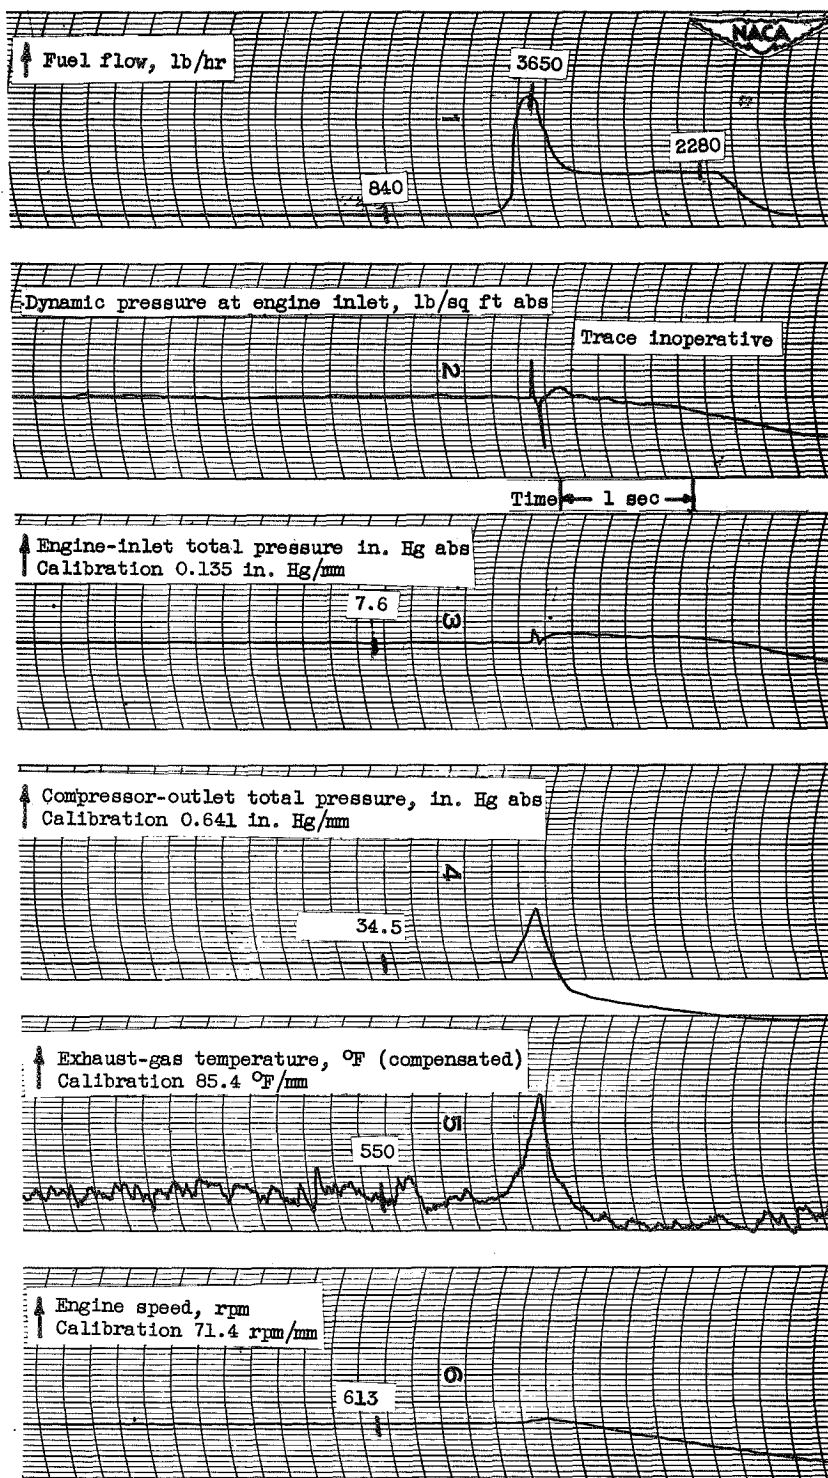 NACA
Fuel flow, lb/hr
3650
1
2280
840
Dynamic pressure at engine inlet, lb/sq ft abs
Trace inoperative
2
Time 1 sec
Engine-inlet total pressure in. Hg abs
Calibration 0.135 in. Hg/mm
7.6
3
Compressor-outlet total pressure, in. Hg abs
Calibration 0.641 in. Hg/mm
4
34.5
Exhaust-gas temperature, °F (compensated)
Calibration 85.4 °F/mm
5
550
Engine speed, rpm
Calibration 71.4 rpm/mm
6
613